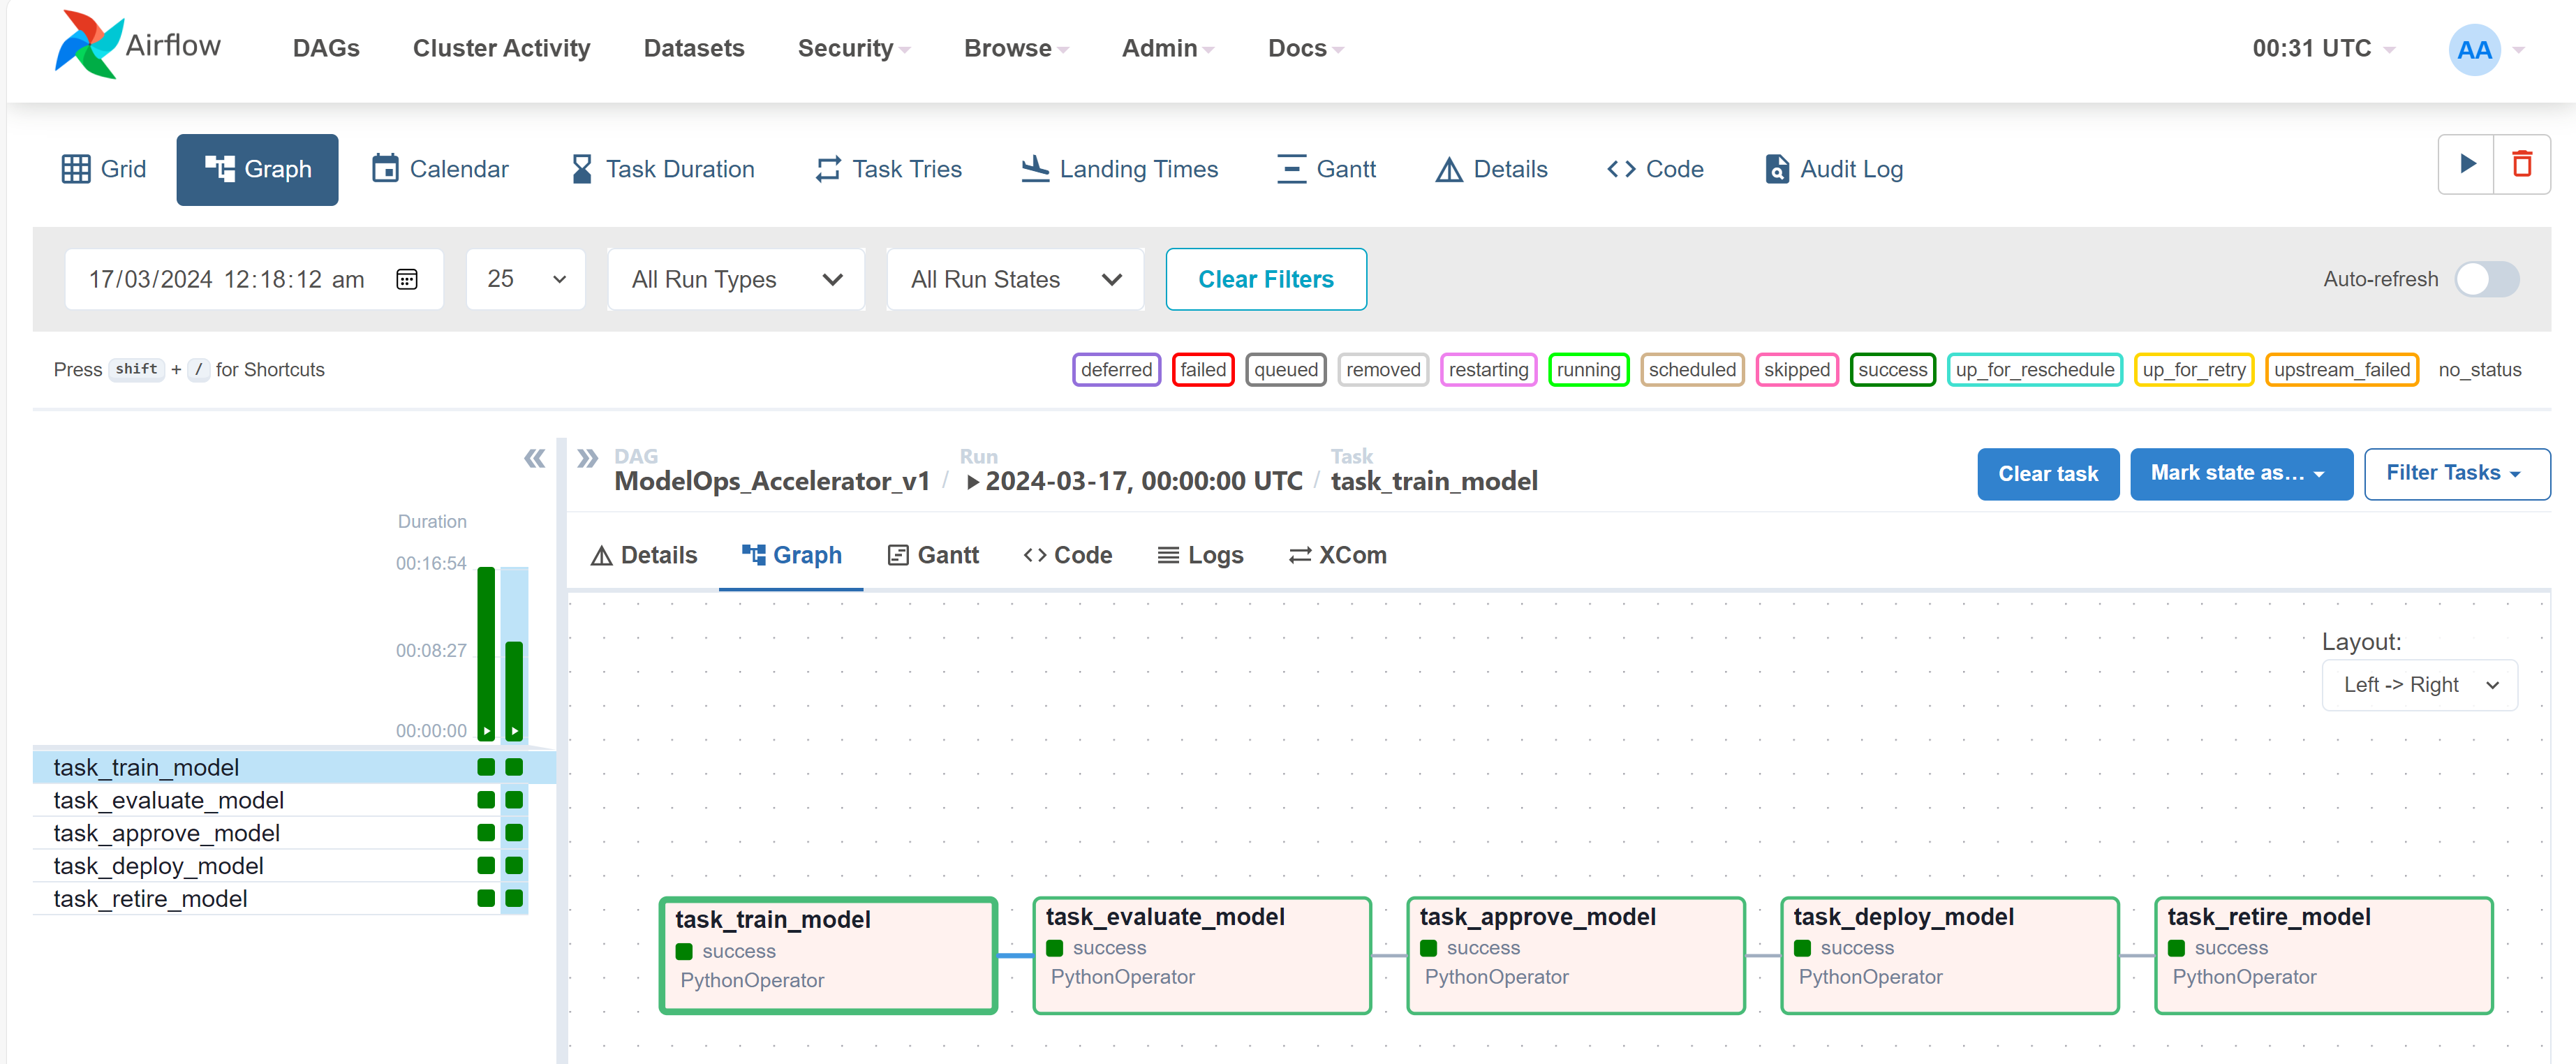 Airflow DAGs Cluster Activity Datasets Security Browse Admin Docs 00:31 UTC AA
Grid Graph Calendar Task Duration Task Tries Landing Times Gantt Details Code Audit Log
17/03/2024 12:18:12 am 25 All Run Types All Run States Clear Filters Auto-refresh
Press shift + / for Shortcuts deferred failed queued removed restarting running scheduled skipped success up_for_reschedule up_for_retry upstream_failed no_status
DAG Run Task
ModelOps_Accelerator_v1 / 2024-03-17, 00:00:00 UTC / task_train_model Clear task Mark state as... Filter Tasks
Duration
00:16:54
00:08:27
00:00:00
task_train_model
task_evaluate_model
task_approve_model
task_deploy_model
task_retire_model
Details Graph Gantt Code Logs XCom
Layout:
Left -> Right
task_train_model
success
PythonOperator
task_evaluate_model
success
PythonOperator
task_approve_model
success
PythonOperator
task_deploy_model
success
PythonOperator
task_retire_model
success
PythonOperator